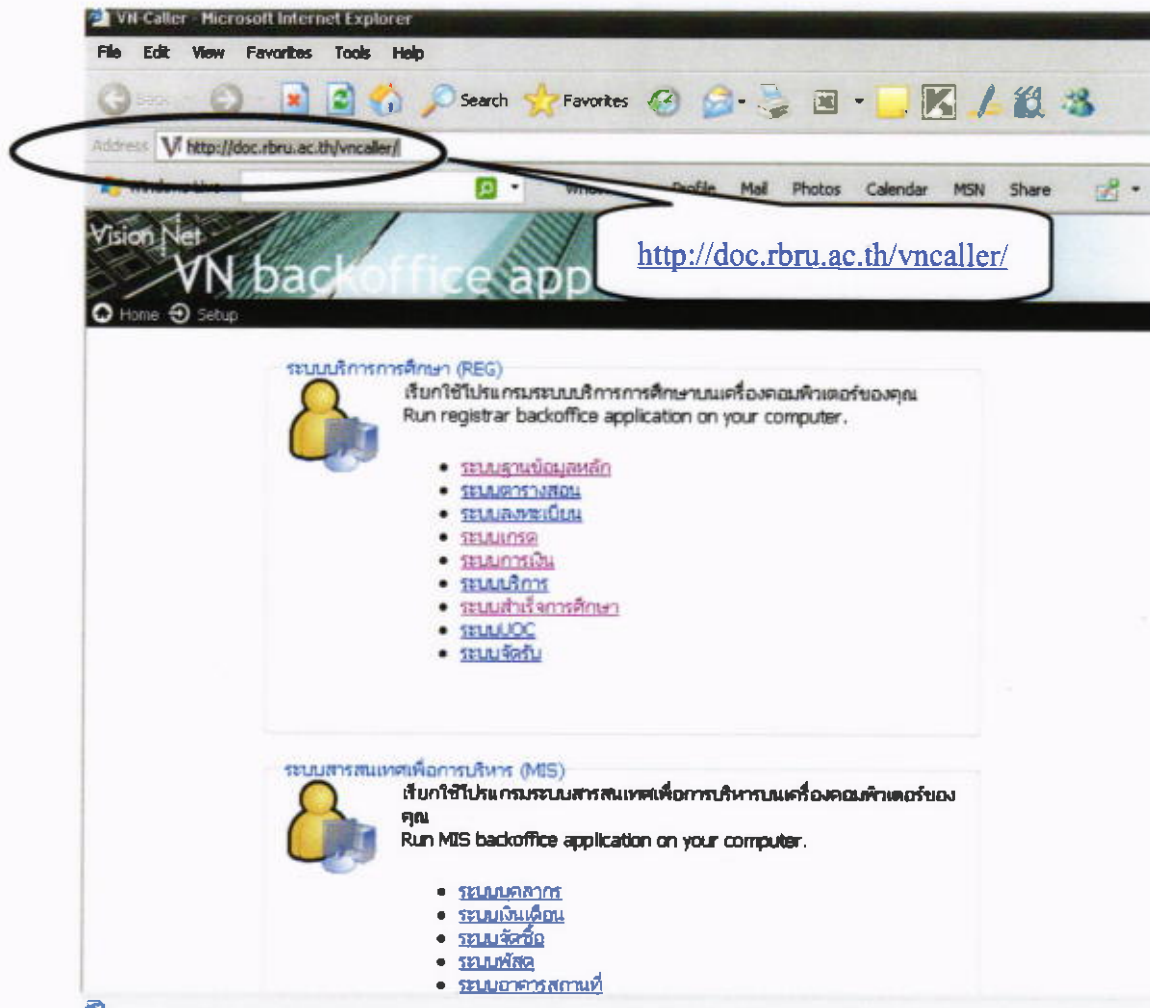 VN-Caller - Microsoft Internet Explorer
File Edit View Favorites Tools Help
Back Search Favorites
Address http://doc.rbru.ac.th/vncaller/
Windows Live Profile Mail Photos Calendar MSN Share
http://doc.rbru.ac.th/vncaller/
Vision Net
VN backoffice app
Home Setup
ระบบบริการการศึกษา (REG)
เรียกใช้โปรแกรมระบบบริการการศึกษาบนเครื่องคอมพิวเตอร์ของคุณ
Run registrar backoffice application on your computer.
ระบบฐานข้อมูลหลัก
ระบบตารางสอน
ระบบลงทะเบียน
ระบบเกรด
ระบบการเงิน
ระบบบริการ
ระบบสำเร็จการศึกษา
ระบบUOC
ระบบจัดรับ
ระบบสารสนเทศเพื่อการบริหาร (MIS)
เรียกใช้โปรแกรมระบบสารสนเทศเพื่อการบริหารบนเครื่องคอมพิวเตอร์ของ
คุณ
Run MIS backoffice application on your computer.
ระบบบุคลากร
ระบบเงินเดือน
ระบบจัดซื้อ
ระบบพัสดุ
ระบบอาคารสถานที่